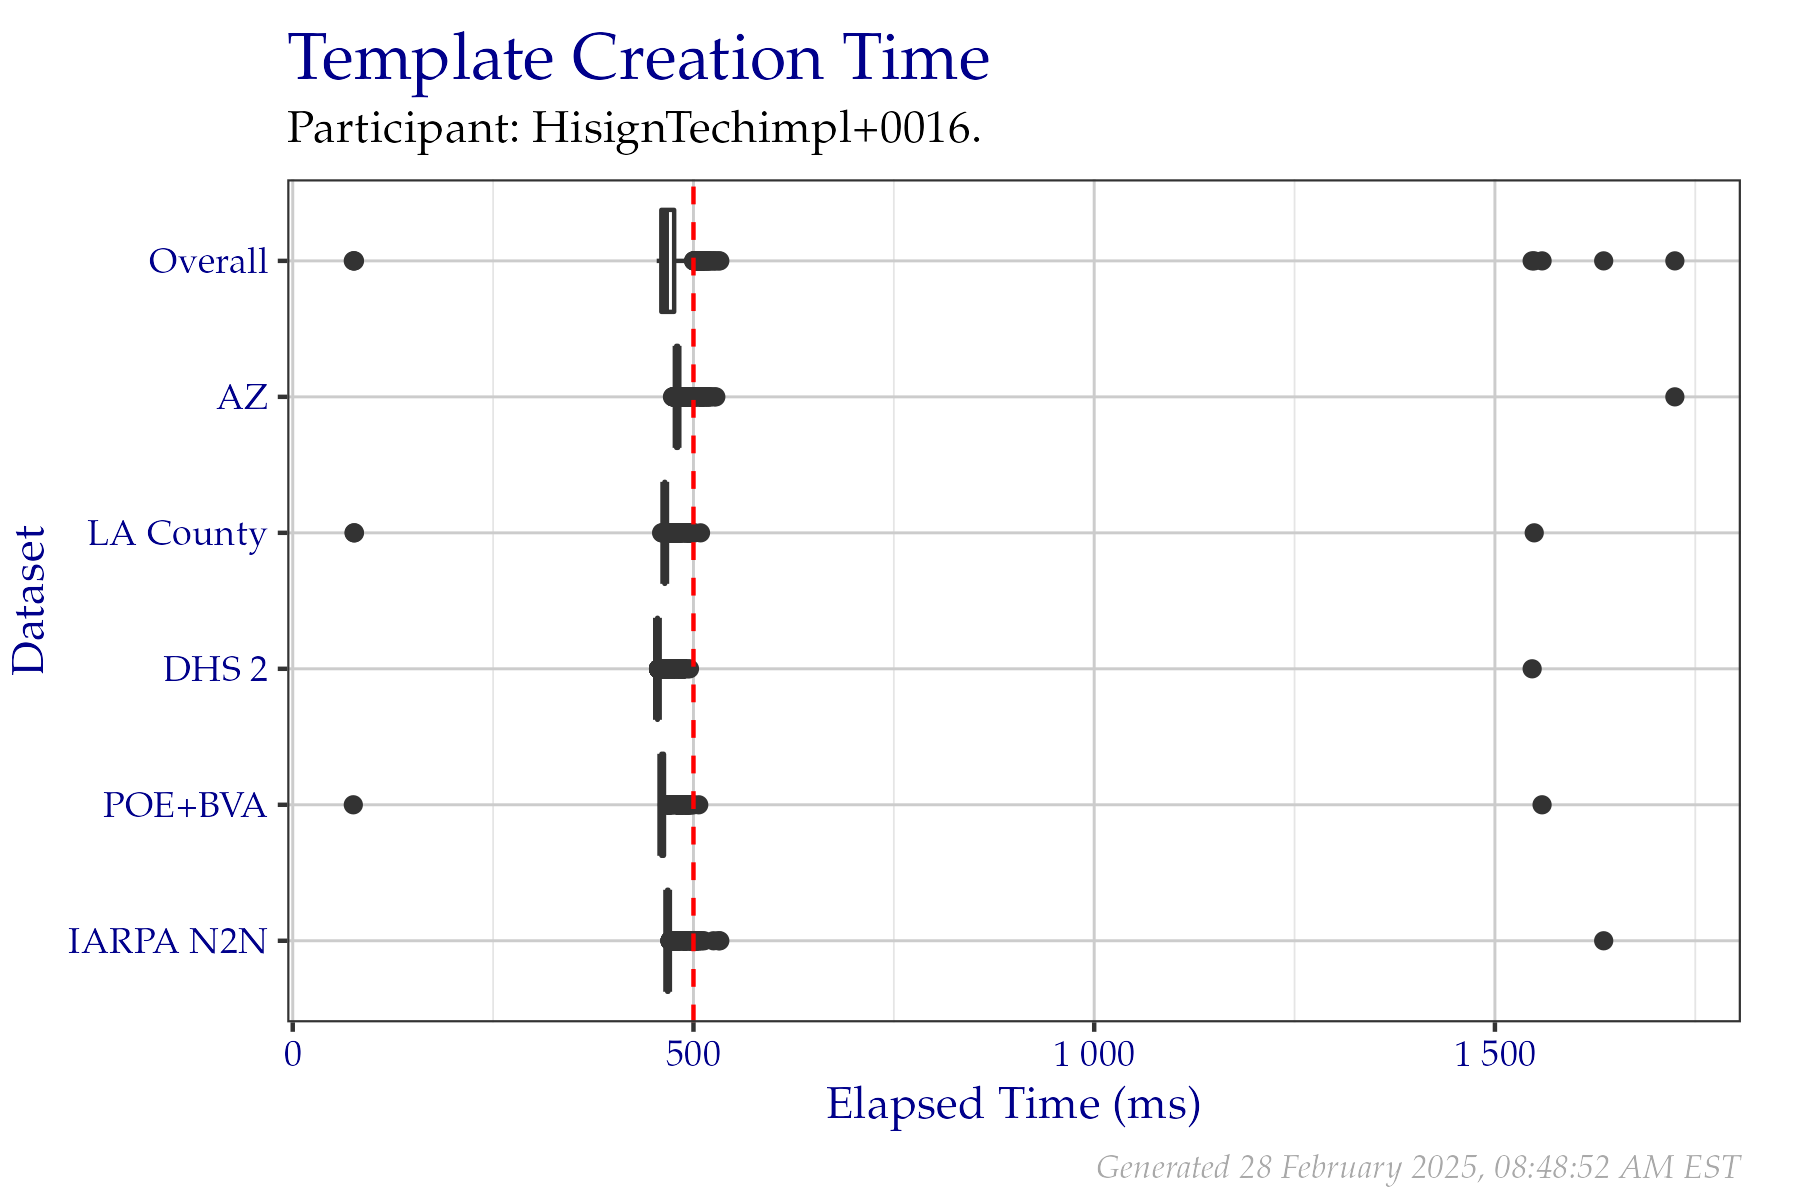 Template Creation Time
Participant: HisignTechimpl+0016.
Overall
AZ
LA County
DHS 2
POE+BVA
IARPA N2N
Dataset
0 500 1 000 1 500
Elapsed Time (ms)
Generated 28 February 2025, 08:48:52 AM EST